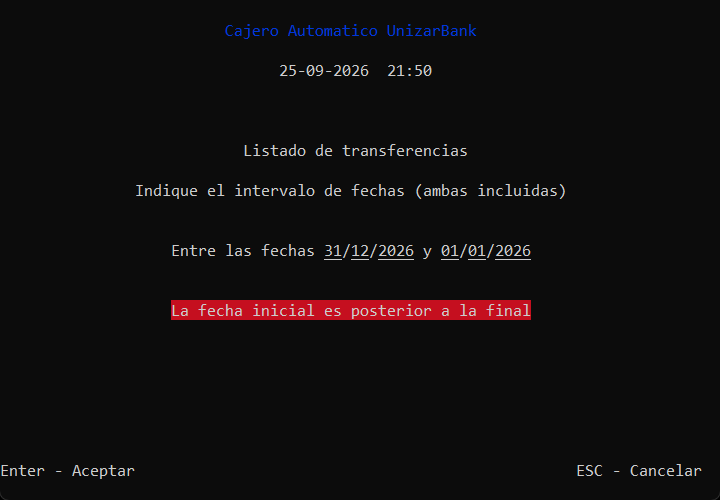 Cajero Automatico UnizarBank
25-09-2026 21:50
Listado de transferencias
Indique el intervalo de fechas (ambas incluidas)
Entre las fechas 31/12/2026 y 01/01/2026
La fecha inicial es posterior a la final
Enter - Aceptar ESC - Cancelar